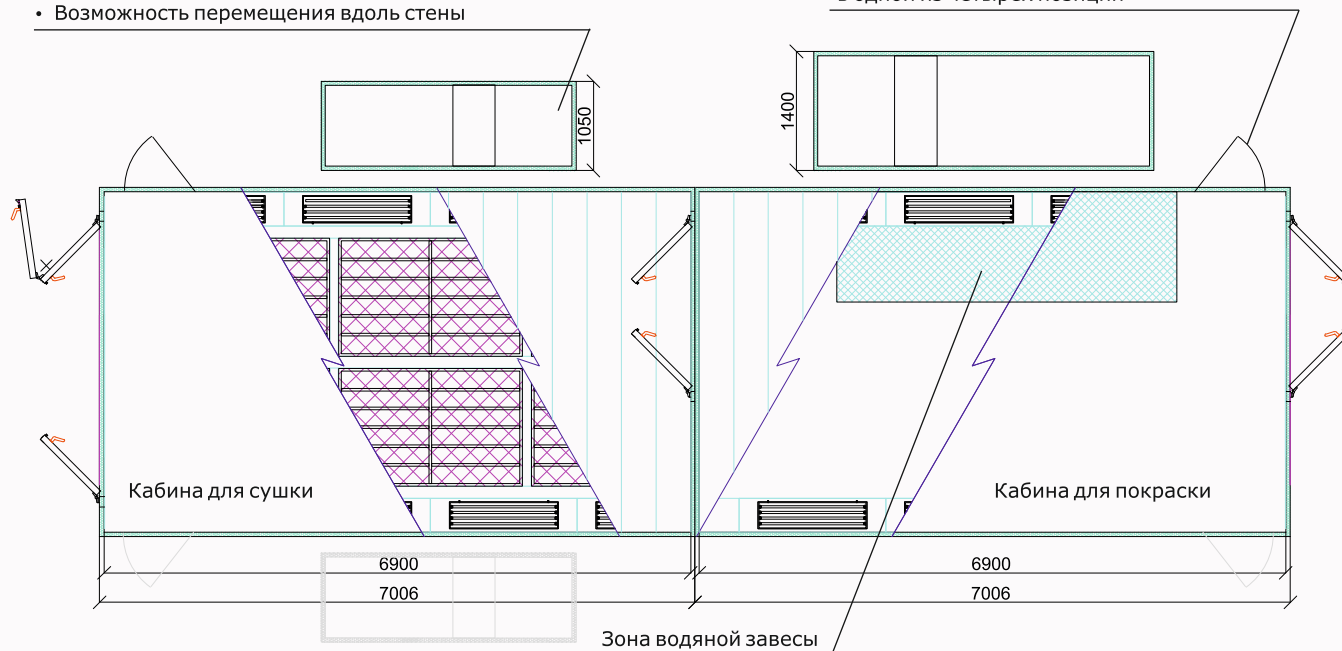 • Возможность перемещения вдоль стены
1050
1400
Кабина для сушки
Кабина для покраски
6900
6900
7006
7006
Зона водяной завесы